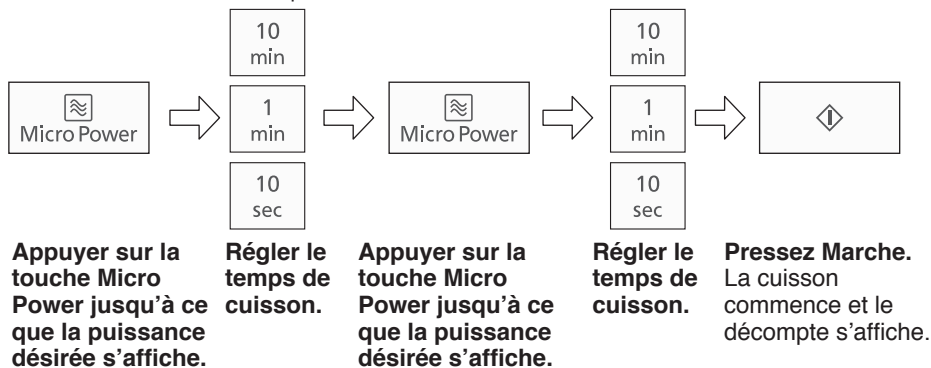 10
min
1
min
10
sec
Micro Power
Micro Power
10
min
1
min
10
sec
Appuyer sur la
touche Micro
Power jusqu'à ce
que la puissance
désirée s'affiche.
Régler le
temps de
cuisson.
Appuyer sur la
touche Micro
Power jusqu'à ce
que la puissance
désirée s'affiche.
Régler le
temps de
cuisson.
Pressez Marche.
La cuisson
commence et le
décompte s'affiche.